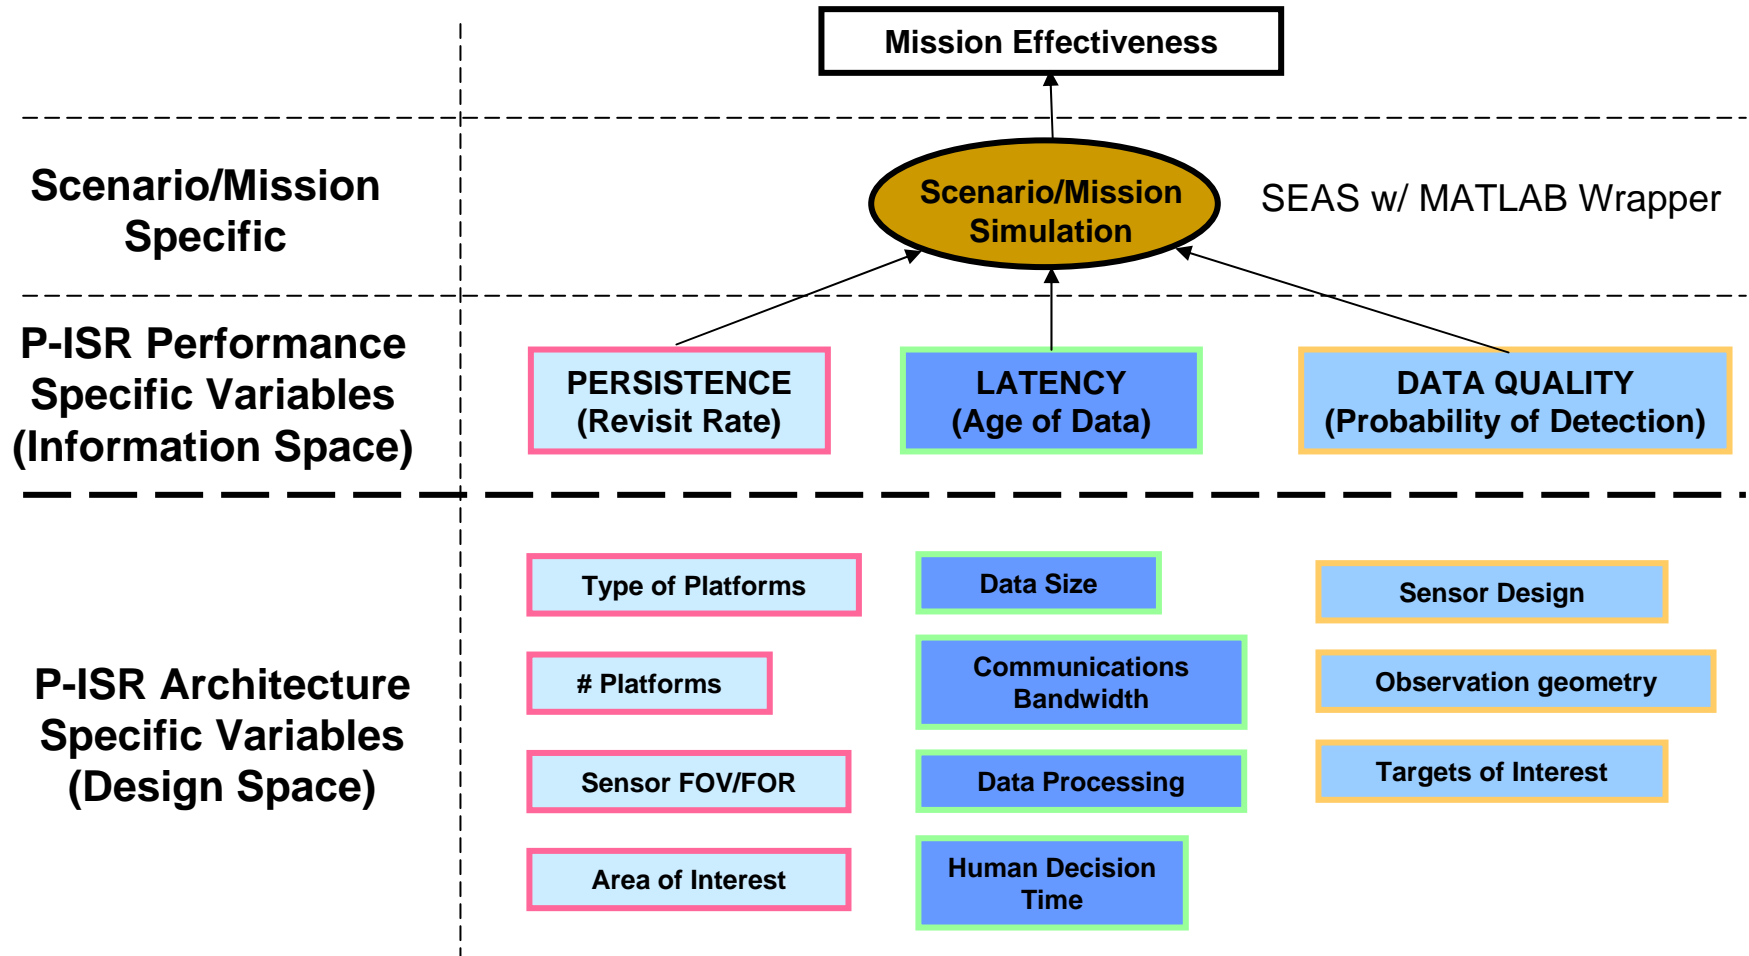 Mission Effectiveness
Scenario/Mission
Specific
Scenario/Mission
Simulation
SEAS w/ MATLAB Wrapper
P-ISR Performance
Specific Variables
(Information Space)
PERSISTENCE
(Revisit Rate)
LATENCY
(Age of Data)
DATA QUALITY
(Probability of Detection)
P-ISR Architecture
Specific Variables
(Design Space)
Type of Platforms
# Platforms
Sensor FOV/FOR
Area of Interest
Data Size
Communications
Bandwidth
Data Processing
Human Decision
Time
Sensor Design
Observation geometry
Targets of Interest